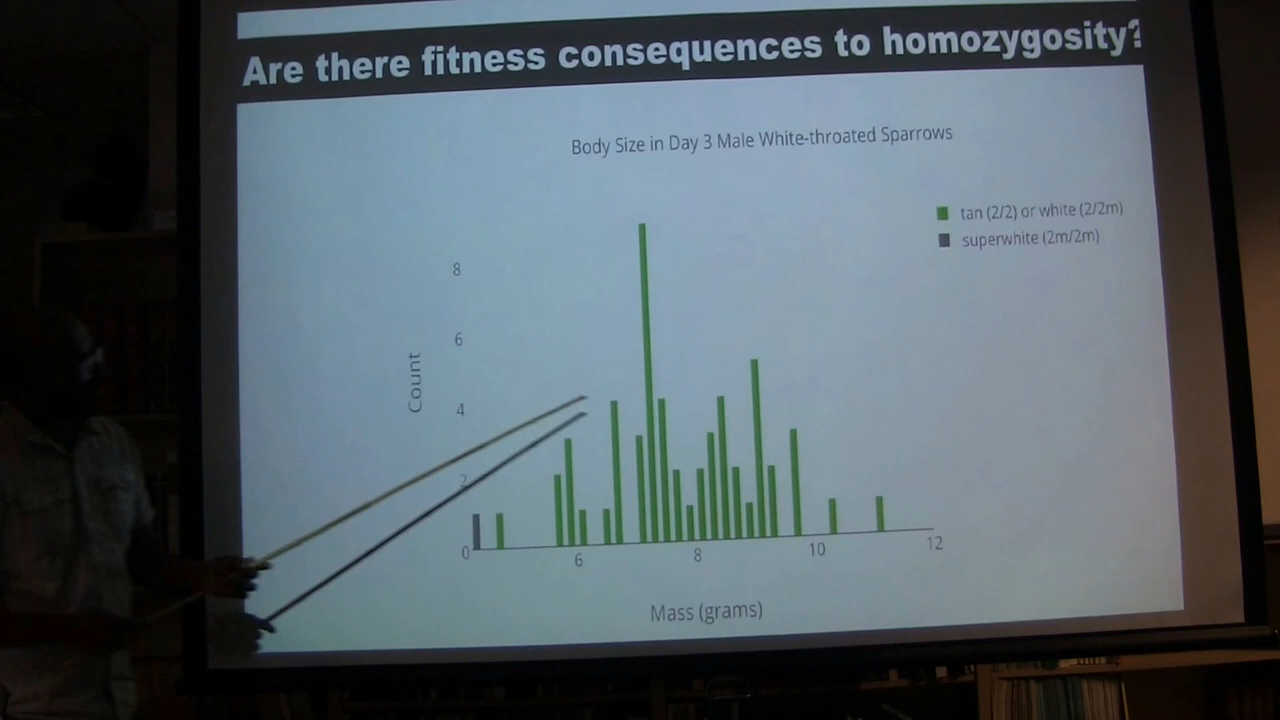 Are there fitness consequences to homozygosity?
Body Size in Day 3 Male White-throated Sparrows
tan (2/2) or white (2/2m)
superwhite (2m/2m)
8
6
4
2
0
Count
6
8
10
12
Mass (grams)